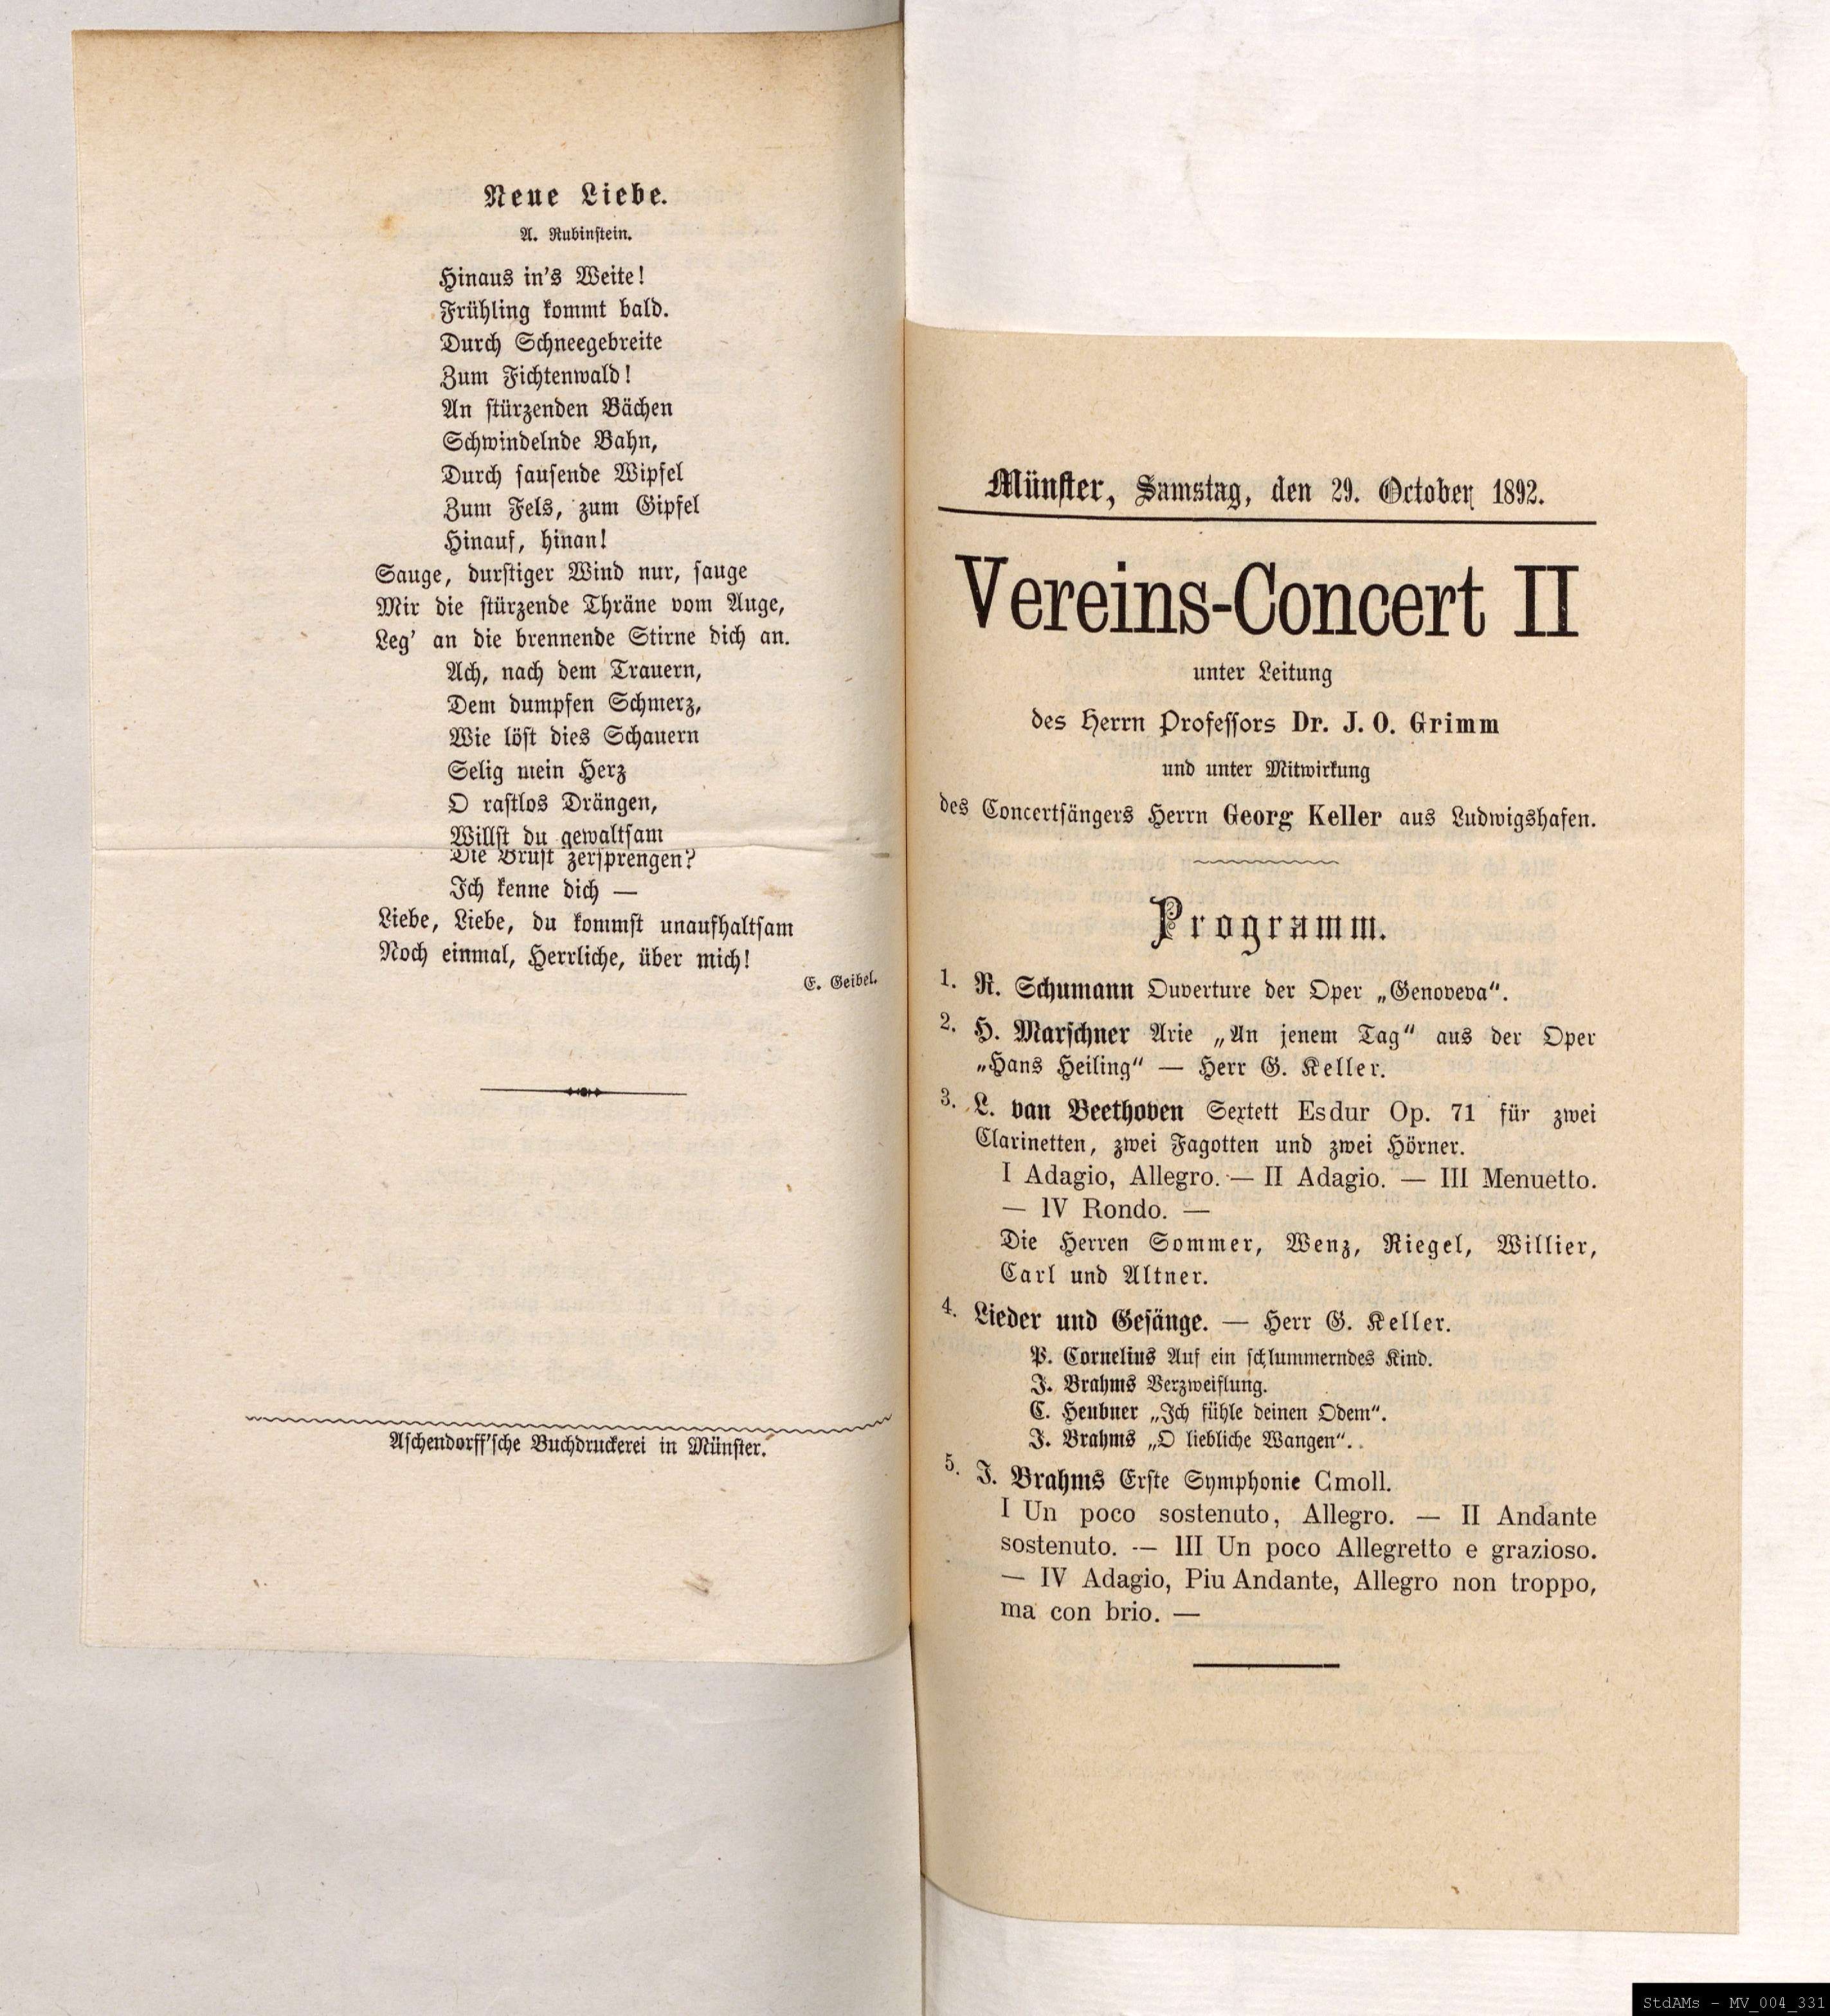 Neue Liebe.
A. Rubinstein.
Hinaus in's Weite!
Frühling kommt bald.
Durch Schneegebreite
Zum Fichtenwald!
An stürzenden Bächen
Schwindelnde Bahn,
Durch sausende Wipfel
Zum Fels, zum Gipfel
Hinauf, hinan!
Sauge, durstiger Wind nur, sauge
Mir die stürzende Thräne vom Auge,
Leg' an die brennende Stirne dich an.
Ach, nach dem Trauern,
Dem dumpfen Schmerz,
Wie löst dies Schauern
Selig mein Herz
O rastlos Drängen,
Willst du gewaltsam
Die Brust zersprengen?
Ich kenne dich —
Liebe, Liebe, du kommst unaufhaltsam
Noch einmal, Herrliche, über mich!
E. Geibel.
Aschendorff'sche Buchdruckerei in Münster.
Münster, Samstag, den 29. October 1892.
Vereins-Concert II
unter Leitung
des Herrn Professors Dr. J. O. Grimm
und unter Mitwirkung
des Concertsängers Herrn Georg Keller aus Ludwigshafen.
Programm.
1. R. Schumann Ouverture der Oper „Genoveva“.
2. H. Marschner Arie „An jenem Tag“ aus der Oper
„Hans Heiling“ — Herr G. Keller.
3. L. van Beethoven Sextett Esdur Op. 71 für zwei
Clarinetten, zwei Fagotten und zwei Hörner.
I Adagio, Allegro. — II Adagio. — III Menuetto.
— IV Rondo. —
Die Herren Sommer, Wenz, Riegel, Willier,
Carl und Altner.
4. Lieder und Gesänge. — Herr G. Keller.
P. Cornelius Auf ein schlummerndes Kind.
J. Brahms Verzweiflung.
C. Heubner „Ich fühle deinen Odem“.
J. Brahms „O liebliche Wangen“.
5. J. Brahms Erste Symphonie Cmoll.
I Un poco sostenuto, Allegro. — II Andante
sostenuto. — III Un poco Allegretto e grazioso.
— IV Adagio, Piu Andante, Allegro non troppo,
ma con brio. —
StdAMs - MV_004_331